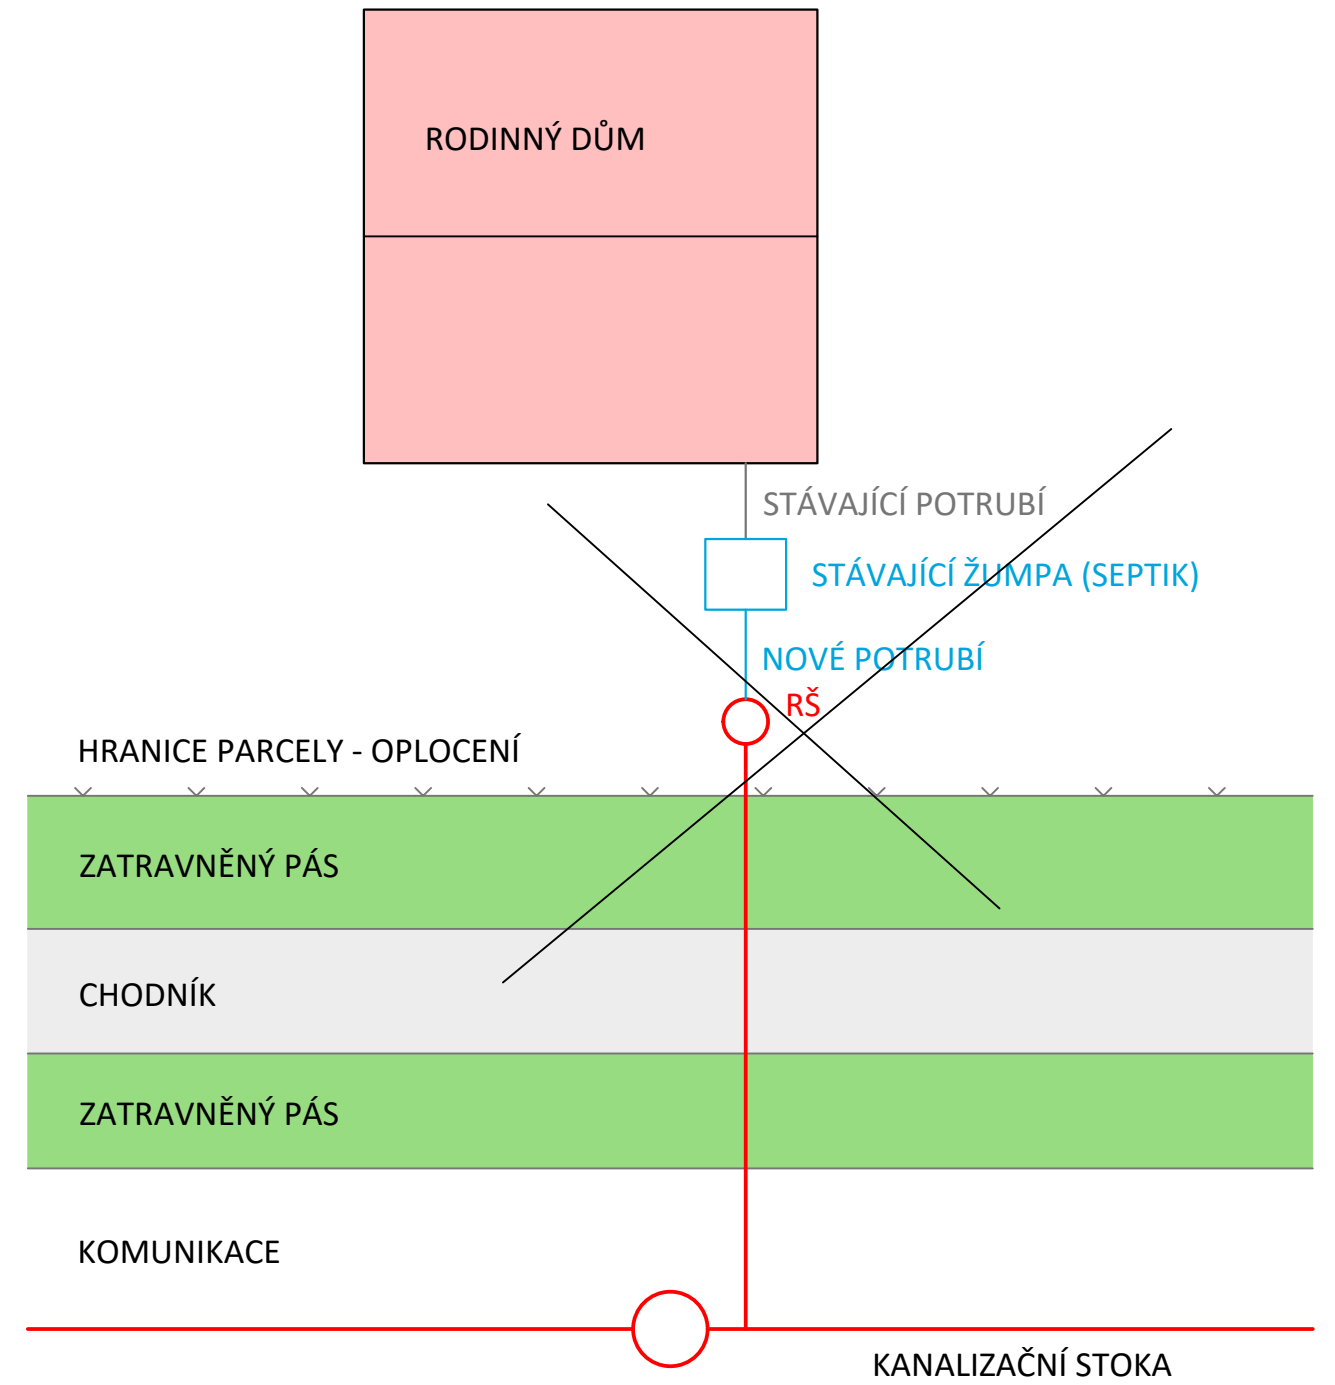 RODINNÝ DŮM
STÁVAJÍCÍ POTRUBÍ
STÁVAJÍCÍ ŽUMPA (SEPTIK)
NOVÉ POTRUBÍ
RŠ
HRANICE PARCELY - OPLOCENÍ
ZATRAVNĚNÝ PÁS
CHODNÍK
ZATRAVNĚNÝ PÁS
KOMUNIKACE
KANALIZAČNÍ STOKA